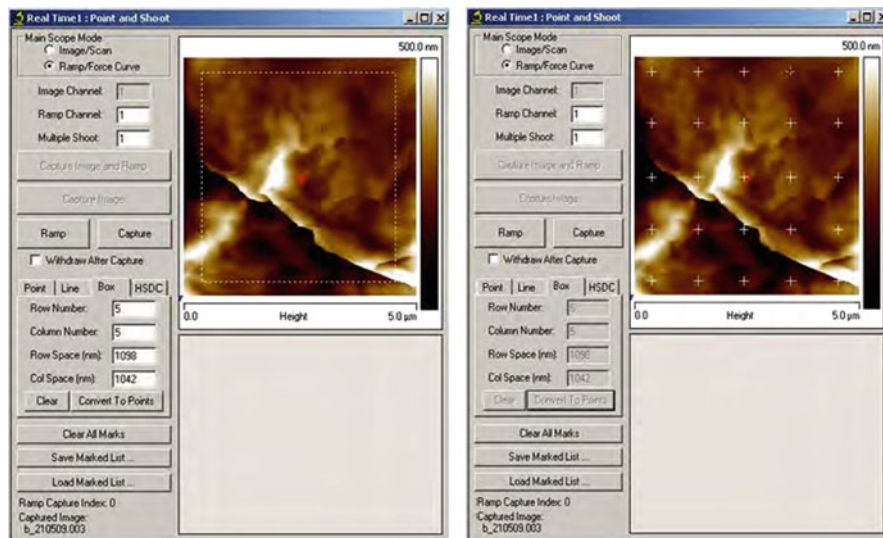 Real Time1 : Point and Shoot
Main Scope Mode
Image/Scan
Ramp/Force Curve
Image Channel: 1
Ramp Channel: 1
Multiple Shoot: 1
Capture Image and Ramp
Capture Image
Ramp Capture
Withdraw After Capture
Point Line Box HSDC
Row Number: 5
Column Number: 5
Row Space (nm): 1098
Col Space (nm): 1042
Clear Convert To Points
Clear All Marks
Save Marked List ...
Load Marked List ...
Ramp Capture Index: 0
Captured Image:
b_210509.003
500.0 nm
0.0 Height 5.0 μm
Real Time1 : Point and Shoot
Main Scope Mode
Image/Scan
Ramp/Force Curve
Image Channel: 1
Ramp Channel: 1
Multiple Shoot: 1
Capture Image and Ramp
Capture Image
Ramp Capture
Withdraw After Capture
Point Line Box HSDC
Row Number: 5
Column Number: 5
Row Space (nm): 1098
Col Space (nm): 1042
Clear Convert To Points
Clear All Marks
Save Marked List ...
Load Marked List ...
Ramp Capture Index: 0
Captured Image:
b_210509.003
500.0 nm
0.0 Height 5.0 μm